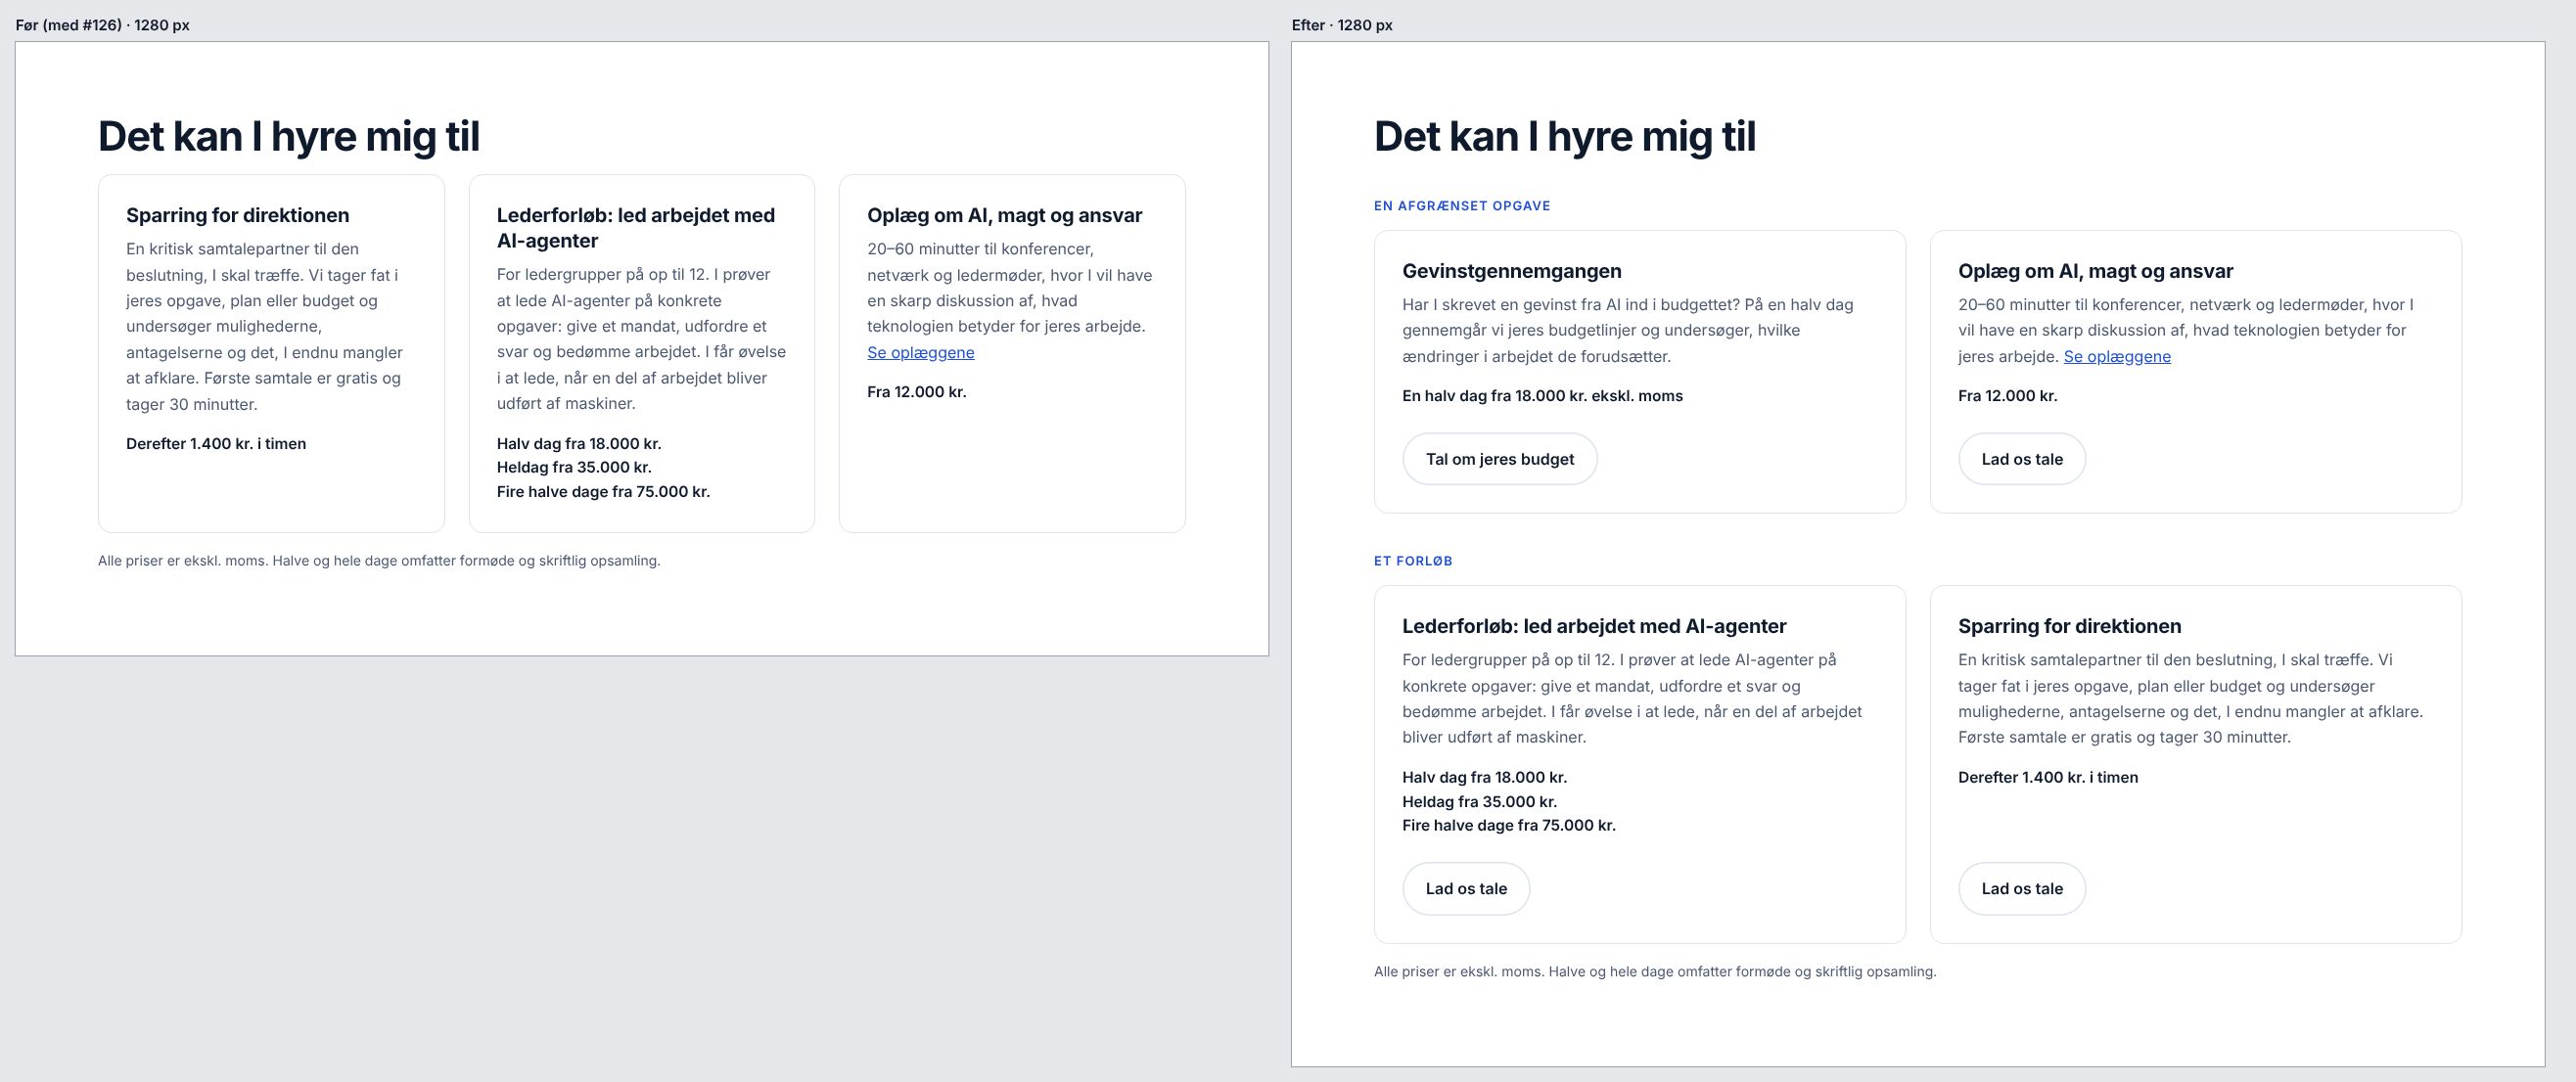 Før (med #126) · 1280 px
Det kan I hyre mig til
Sparring for direktionen
En kritisk samtalepartner til den
beslutning, I skal træffe. Vi tager fat i
jeres opgave, plan eller budget og
undersøger mulighederne,
antagelserne og det, I endnu mangler
at afklare. Første samtale er gratis og
tager 30 minutter.
Derefter 1.400 kr. i timen
Lederforløb: led arbejdet med
AI-agenter
For ledergrupper på op til 12. I prøver
at lede AI-agenter på konkrete
opgaver: give et mandat, udfordre et
svar og bedømme arbejdet. I får øvelse
i at lede, når en del af arbejdet bliver
udført af maskiner.
Halv dag fra 18.000 kr.
Heldag fra 35.000 kr.
Fire halve dage fra 75.000 kr.
Oplæg om AI, magt og ansvar
20–60 minutter til konferencer,
netværk og ledermøder, hvor I vil have
en skarp diskussion af, hvad
teknologien betyder for jeres arbejde.
Se oplæggene
Fra 12.000 kr.
Alle priser er ekskl. moms. Halve og hele dage omfatter formøde og skriftlig opsamling.
Efter · 1280 px
Det kan I hyre mig til
EN AFGRÆNSET OPGAVE
Gevinstgennemgangen
Har I skrevet en gevinst fra AI ind i budgettet? På en halv dag
gennemgår vi jeres budgetlinjer og undersøger, hvilke
ændringer i arbejdet de forudsætter.
En halv dag fra 18.000 kr. ekskl. moms
Tal om jeres budget
Oplæg om AI, magt og ansvar
20–60 minutter til konferencer, netværk og ledermøder, hvor I
vil have en skarp diskussion af, hvad teknologien betyder for
jeres arbejde. Se oplæggene
Fra 12.000 kr.
Lad os tale
ET FORLØB
Lederforløb: led arbejdet med AI-agenter
For ledergrupper på op til 12. I prøver at lede AI-agenter på
konkrete opgaver: give et mandat, udfordre et svar og
bedømme arbejdet. I får øvelse i at lede, når en del af arbejdet
bliver udført af maskiner.
Halv dag fra 18.000 kr.
Heldag fra 35.000 kr.
Fire halve dage fra 75.000 kr.
Lad os tale
Sparring for direktionen
En kritisk samtalepartner til den beslutning, I skal træffe. Vi
tager fat i jeres opgave, plan eller budget og undersøger
mulighederne, antagelserne og det, I endnu mangler at afklare.
Første samtale er gratis og tager 30 minutter.
Derefter 1.400 kr. i timen
Lad os tale
Alle priser er ekskl. moms. Halve og hele dage omfatter formøde og skriftlig opsamling.